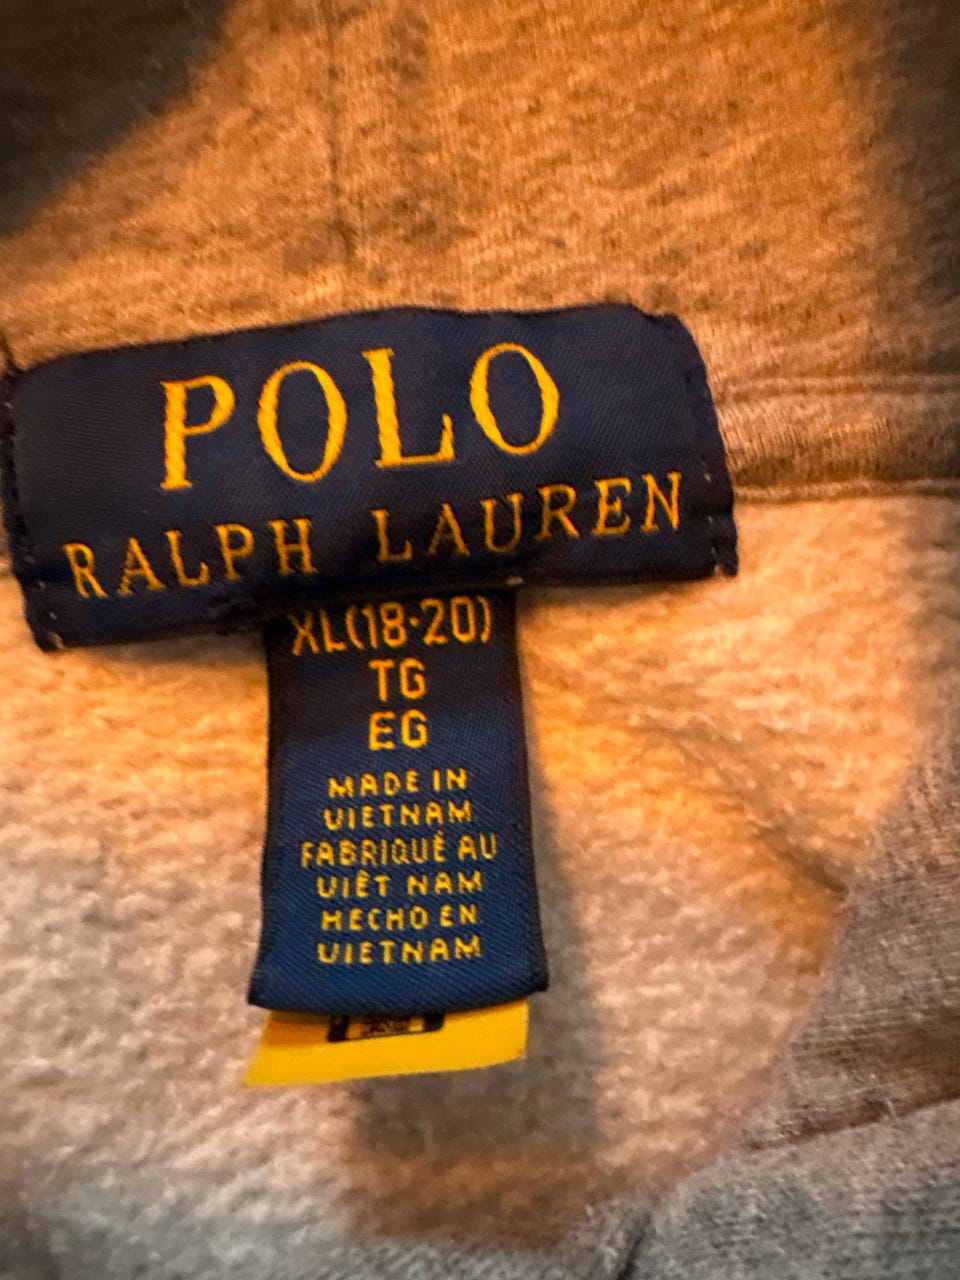 POLO
RALPH LAUREN
XL(18-20)
TG
EG
MADE IN
VIETNAM
FABRIQUÉ AU
VIÊT NAM
HECHO EN
VIETNAM